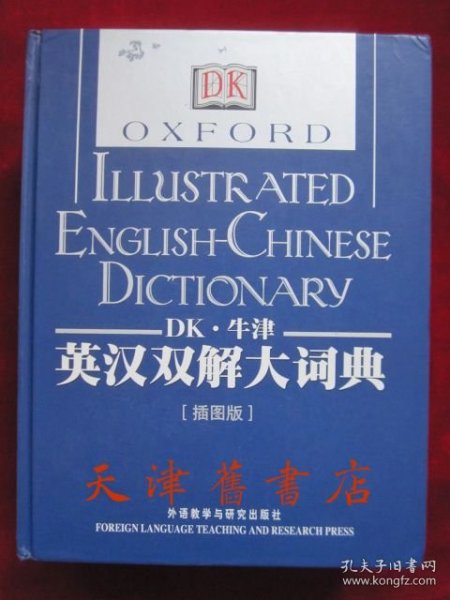 DK
OXFORD
ILLUSTRATED
ENGLISH-CHINESE
DICTIONARY
DK·牛津
英汉双解大词典
[插图版]
天津舊書店
外语教学与研究出版社
FOREIGN LANGUAGE TEACHING AND RESEARCH PRESS
孔夫子旧书网
www.kongfz.com